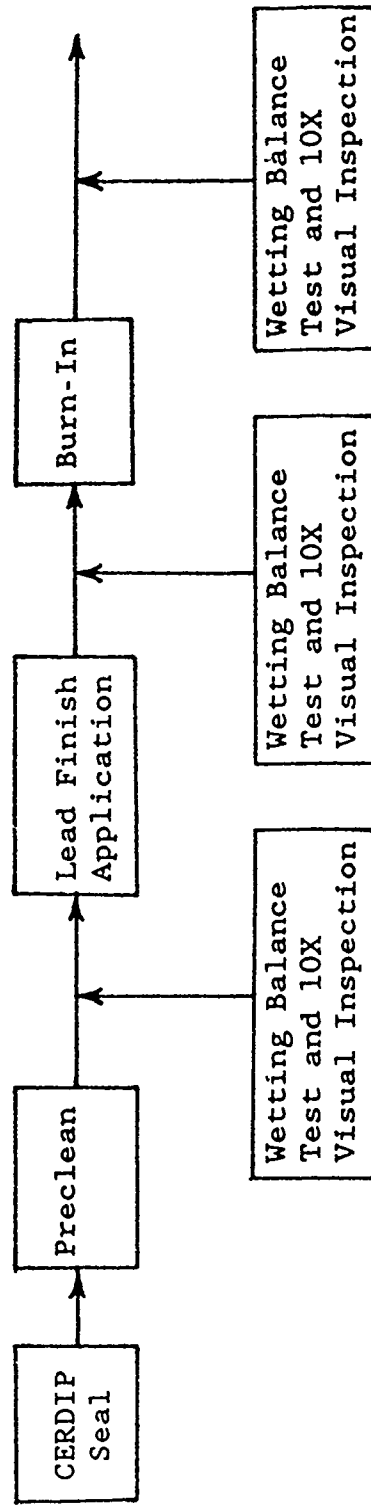 CERDIP
Seal
Preclean
Lead Finish
Application
Burn-In
Wetting Balance
Test and 10X
Visual Inspection
Wetting Balance
Test and 10X
Visual Inspection
Wetting Balance
Test and 10X
Visual Inspection